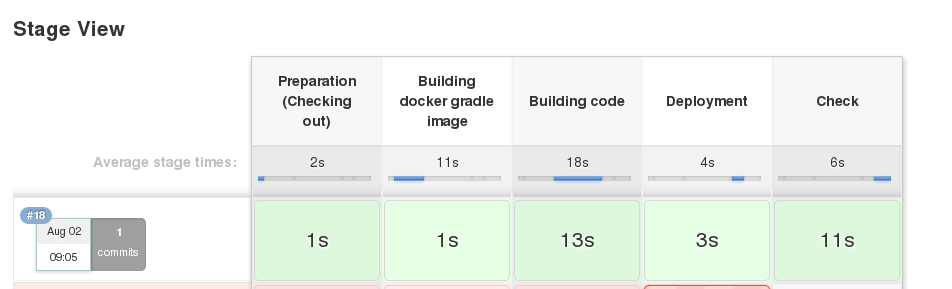 Stage View
Preparation
(Checking
out)
Building
docker gradle
image
Building code
Deployment
Check
Average stage times:
2s
11s
18s
4s
6s
#18
Aug 02
09:05
1
commits
1s
1s
13s
3s
11s